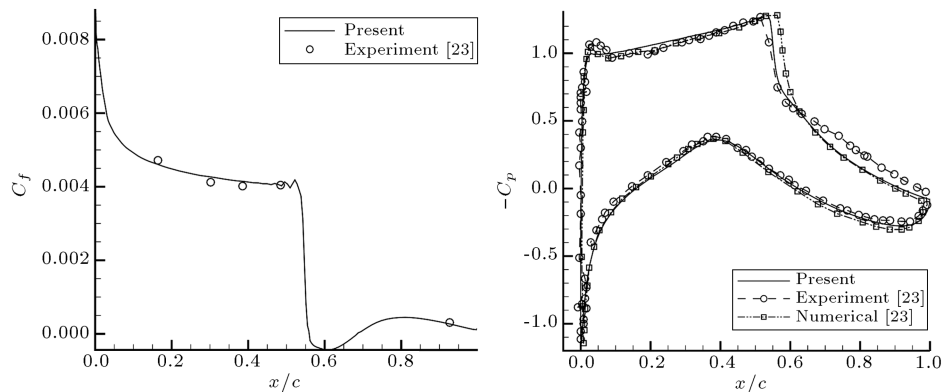 Present
Experiment [23]
0.008
0.006
0.004
0.002
0.000
C_f
0.0 0.2 0.4 0.6 0.8
x/c
1.0
0.5
0.0
-0.5
-1.0
-C_p
Present
Experiment [23]
Numerical [23]
0.0 0.2 0.4 0.6 0.8 1.0
x/c